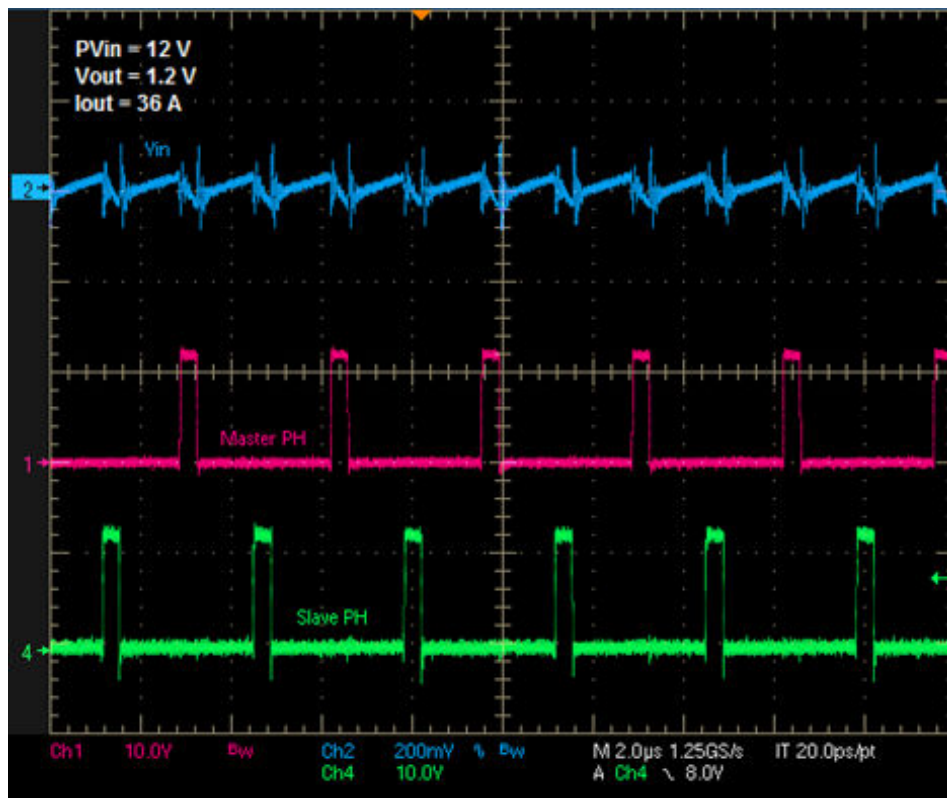 PVin = 12 V
Vout = 1.2 V
Iout = 36 A
Vin
2
Master PH
1
Slave PH
4
Ch1 10.0V BW Ch2 200mV BW M 2.0µs 1.25GS/s IT 20.0ps/pt
Ch4 10.0V A Ch4 8.0V